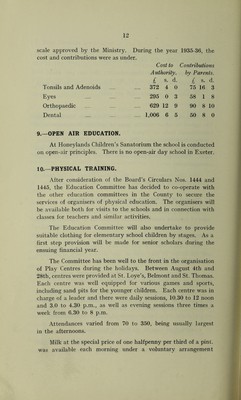 12
scale approved by the Ministry. During the year 1935-36, the
cost and contributions were as under.
Cost to Contributions
Authority. by Parents.
£ s. d. £ s. d.
Tonsils and Adenoids ... ... 372 4 0 75 16 3
Eyes ... ... ... 295 0 3 58 1 8
Orthopaedic ... ... ... 629 12 9 90 8 10
Dental ... ... ... 1,006 6 5 50 8 0
9.—OPEN AIR EDUCATION.
At Honeylands Children's Sanatorium the school is conducted
on open-air principles. There is no open-air day school in Exeter.
10.—PHYSICAL TRAINING.
After consideration of the Board's Circulars Nos. 1444 and
1445, the Education Committee has decided to co-operate with
the other education committees in the County to secure the
services of organisers of physical education. The organisers will
be available both for visits to the schools and in connection with
classes for teachers and similar activities.
The Education Committee will also undertake to provide
suitable clothing for elementary school children by stages. As a
first step provision will be made for senior scholars during the
ensuing financial year.
The Committee has been well to the front in the organisation
of Play Centres during the holidays. Between August 4th and
28th, centres were provided at St. Loye's, Belmont and St. Thomas.
Each centre was well equipped for various games and sports,
including sand pits for the younger children. Each centre was in
charge of a leader and there were daily sessions, 10.30 to 12 noon
and 3.0 to 4.30 p.m., as well as evening sessions three times a
week from 6.30 to 8 p.m.
Attendances varied from 70 to 350, being usually largest
in the afternoons.
Milk at the special price of one halfpenny per third of a pint.
was available each morning under a voluntary arrangement